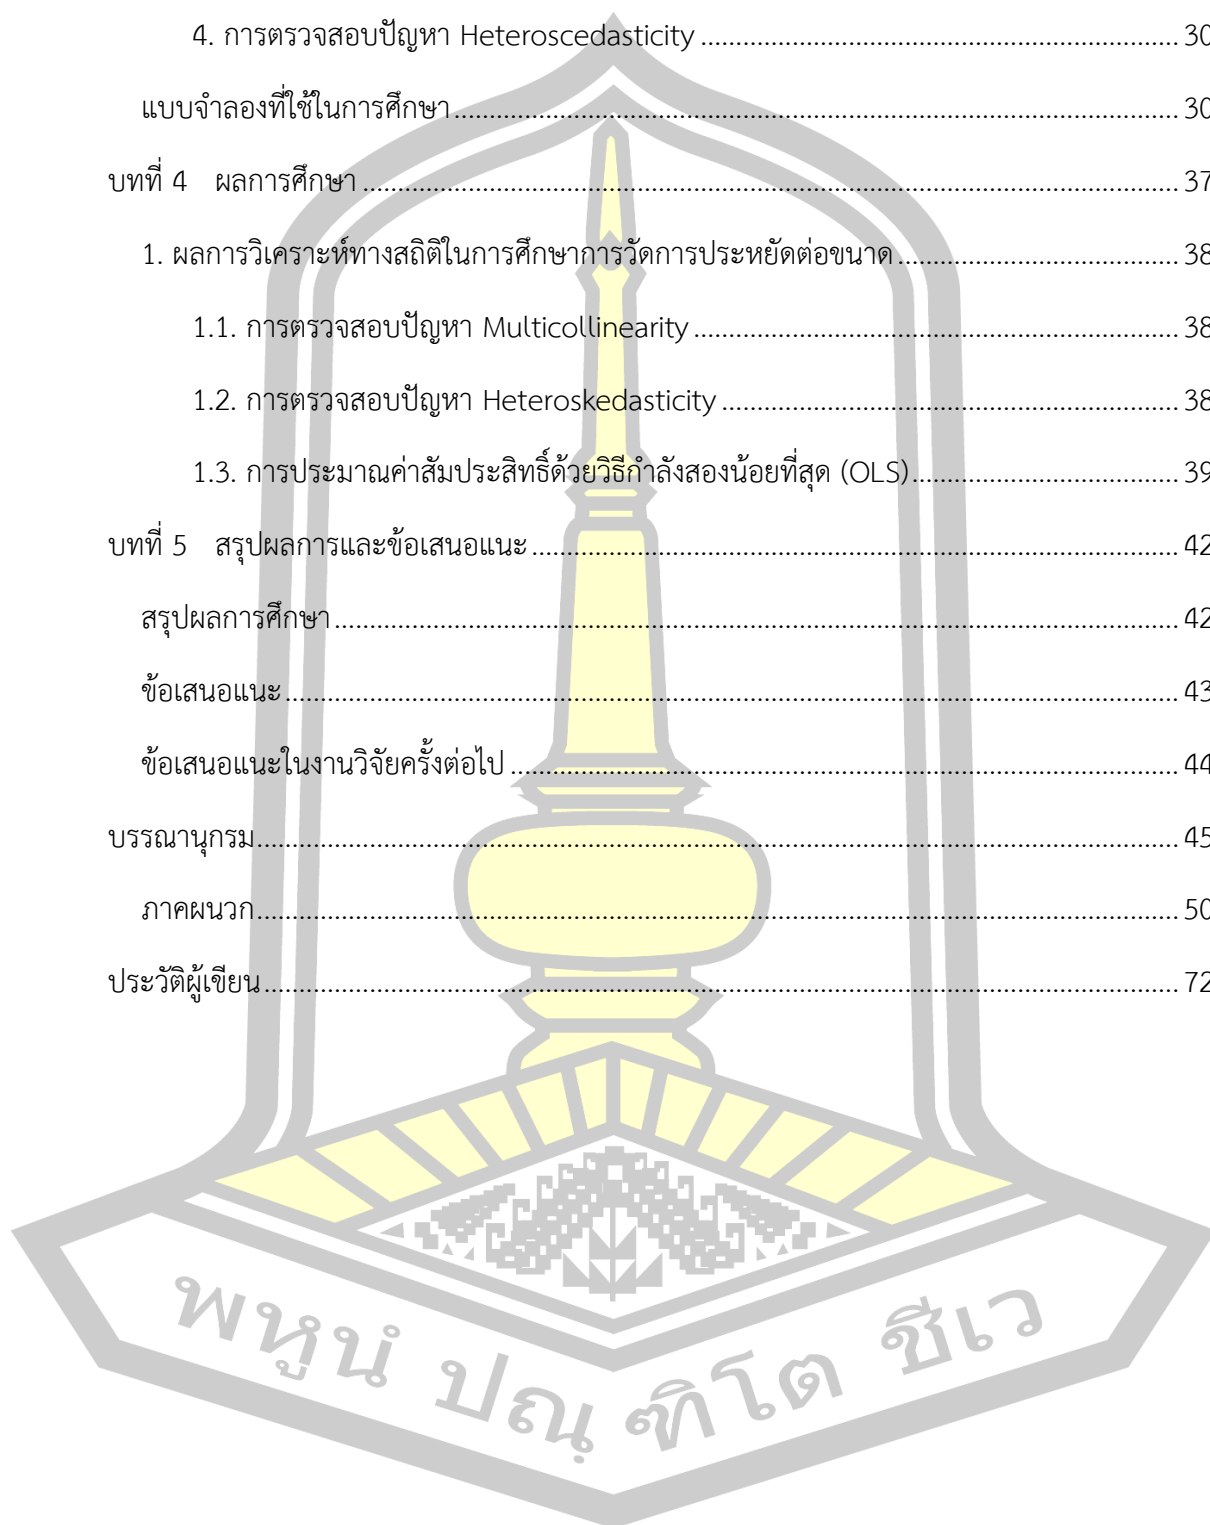 4. การตรวจสอบปัญหา Heteroscedasticity ........ 30
แบบจำลองที่ใช้ในการศึกษา ........ 30
บทที่ 4 ผลการศึกษา ........ 37
1. ผลการวิเคราะห์ทางสถิติในการศึกษาการวัดการประหยัดต่อขนาด ........ 38
1.1. การตรวจสอบปัญหา Multicollinearity ........ 38
1.2. การตรวจสอบปัญหา Heteroskedasticity ........ 38
1.3. การประมาณค่าสัมประสิทธิ์ด้วยวิธีกำลังสองน้อยที่สุด (OLS) ........ 39
บทที่ 5 สรุปผลการและข้อเสนอแนะ ........ 42
สรุปผลการศึกษา ........ 42
ข้อเสนอแนะ ........ 43
ข้อเสนอแนะในงานวิจัยครั้งต่อไป ........ 44
บรรณานุกรม ........ 45
ภาคผนวก ........ 50
ประวัติผู้เขียน ........ 72
พหูนํ ปณฺ ฑิโต ชีเว